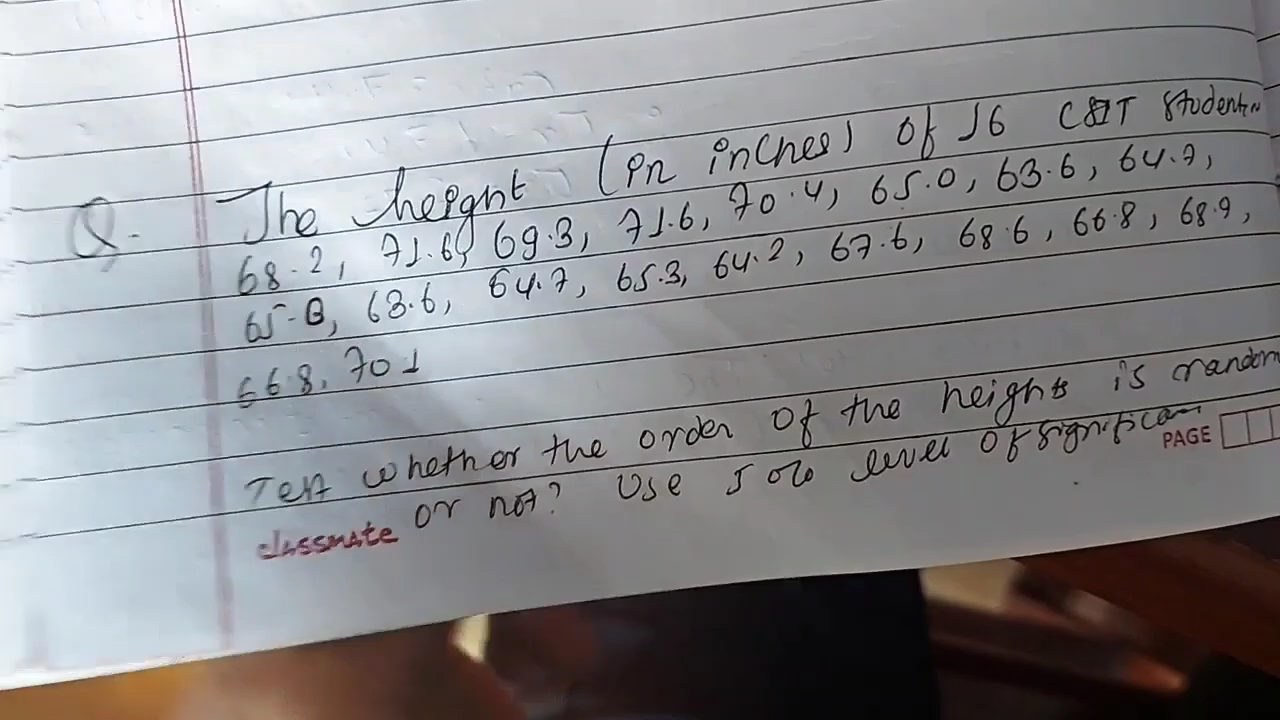 Q. The height (in inches) of 16 CSIT students
68.2, 71.6, 69.3, 71.6, 70.4, 65.0, 63.6, 64.7,
65.3, 63.6, 64.7, 65.3, 64.2, 67.6, 68.6, 66.8, 68.9,
66.8, 70.1
Test whether the order of the heights is random
or not? Use 5% level of significan
classmate
PAGE